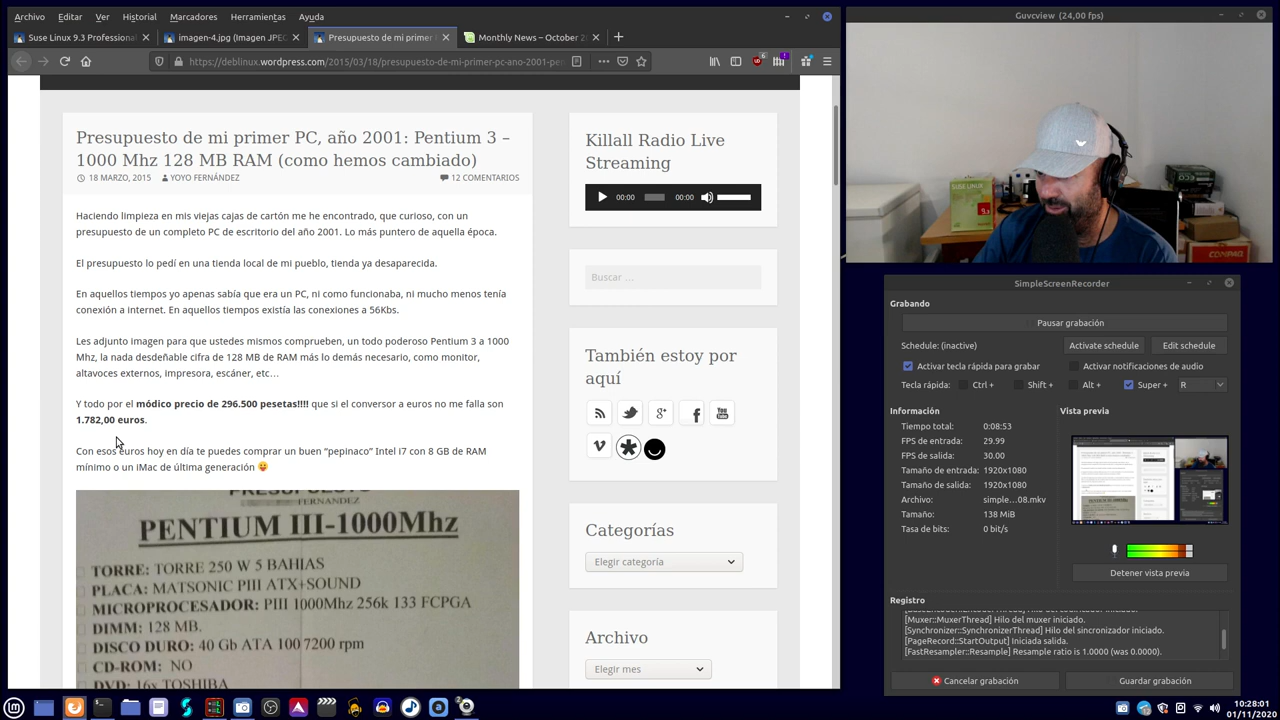 Archivo Editar Ver Historial Marcadores Herramientas Ayuda
Suse Linux 9.3 Professional
imagen-4.jpg (Imagen JPEG
Presupuesto de mi primer
Monthly News – October 2
https://deblinux.wordpress.com/2015/03/18/presupuesto-de-mi-primer-pc-ano-2001-pen
Presupuesto de mi primer PC, año 2001: Pentium 3 –
1000 Mhz 128 MB RAM (como hemos cambiado)
18 MARZO, 2015 YOYO FERNÁNDEZ 12 COMENTARIOS
Haciendo limpieza en mis viejas cajas de cartón me he encontrado, que curioso, con un
presupuesto de un completo PC de escritorio del año 2001. Lo más puntero de aquella época.
El presupuesto lo pedí en una tienda local de mi pueblo, tienda ya desaparecida.
En aquellos tiempos yo apenas sabía que era un PC, ni como funcionaba, ni mucho menos tenía
conexión a internet. En aquellos tiempos existía las conexiones a 56Kbs.
Les adjunto imagen para que ustedes mismos comprueben, un todo poderoso Pentium 3 a 1000
Mhz, la nada desdeñable cifra de 128 MB de RAM más lo demás necesario, como monitor,
altavoces externos, impresora, escáner, etc…
Y todo por el módico precio de 296.500 pesetas!!!! que si el conversor a euros no me falla son
1.782,00 euros.
Con esos euros hoy en día te puedes comprar un buen “pepinaco” Intel i7 con 8 GB de RAM
mínimo o un iMac de última generación
FERNANDEZ
PENTIUM III-1000 Mhz
TORRE: TORRE 250 W 5 BAHIAS
PLACA: MATSONIC PIII ATX-SOUND
MICROPROCESADOR: PIII 1000Mhz 256k 133 FCPGA
DIMM: 128 MB
DISCO DURO: 40GB MAXTAR 100 7200 rpm
CD-ROM: NO
DVD: 16x TOSHIBA
Killall Radio Live
Streaming
00:00 00:00
Buscar …
También estoy por
aquí
Categorías
Elegir categoría
Archivo
Elegir mes
Guvcview (24,00 fps)
SUSE LINUX
9.3
COMPAQ
SimpleScreenRecorder
Grabando
Pausar grabación
Schedule: (inactive) Activate schedule Edit schedule
Activar tecla rápida para grabar Activar notificaciones de audio
Tecla rápida: Ctrl + Shift + Alt + Super + R
Información
Tiempo total: 0:08:53
FPS de entrada: 29.99
FPS de salida: 30.00
Tamaño de entrada: 1920x1080
Tamaño de salida: 1920x1080
Archivo: simple…08.mkv
Tamaño: 138 MiB
Tasa de bits: 0 bit/s
Vista previa
Detener vista previa
Registro
[Muxer::MuxerThread] Hilo del muxer iniciado.
[Synchronizer::SynchronizerThread] Hilo del sincronizador iniciado.
[PageRecord::StartOutput] Iniciada salida.
[FastResampler::Resample] Resample ratio is 1.0000 (was 0.0000).
Cancelar grabación Guardar grabación
10:28:01
01/11/2020